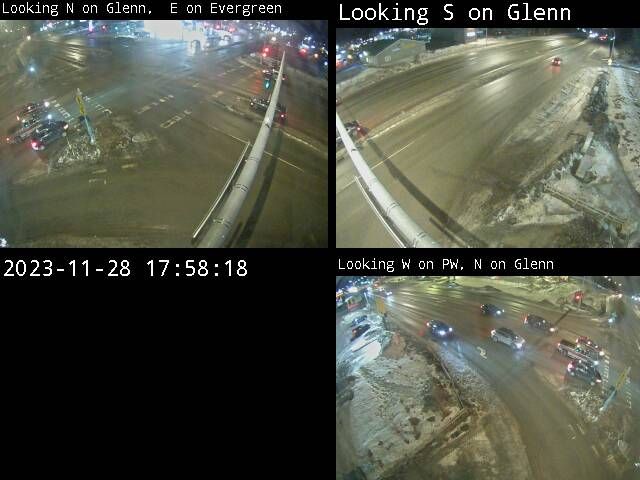 Looking N on Glenn,  E on Evergreen
Looking S on Glenn
2023-11-28 17:58:18
Looking W on PW, N on Glenn